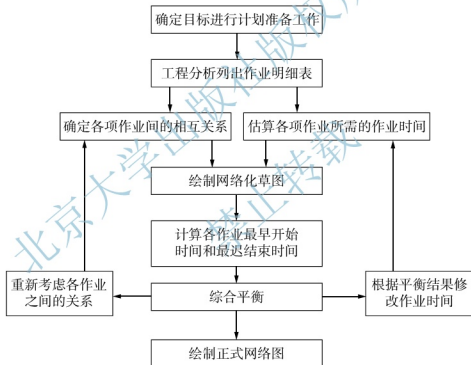 确定目标进行计划准备工作
工程分析列出作业明细表
确定各项作业间的相互关系
估算各项作业所需的作业时间
绘制网络化草图
计算各作业最早开始
时间和最迟结束时间
重新考虑各作业
之间的关系
综合平衡
根据平衡结果修
改作业时间
绘制正式网络图
北京大学出版社版权所有
禁止转载